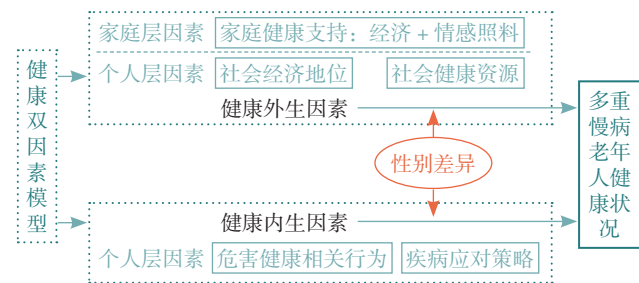 健康双因素模型
家庭层因素 家庭健康支持：经济 + 情感照料
个人层因素 社会经济地位 社会健康资源
健康外生因素
性别差异
健康内生因素
个人层因素 危害健康相关行为 疾病应对策略
多重
慢病
老年
人健
康状
况